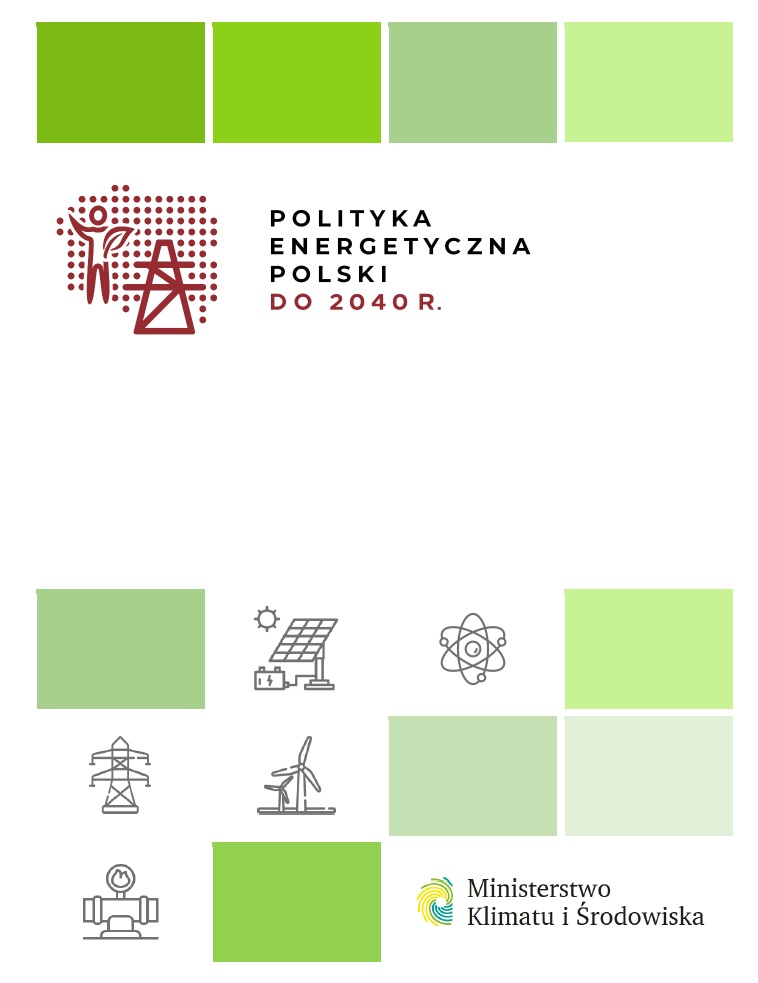 POLITYKA
ENERGETYCZNA
POLSKI
DO 2040 R.
Ministerstwo
Klimatu i Środowiska